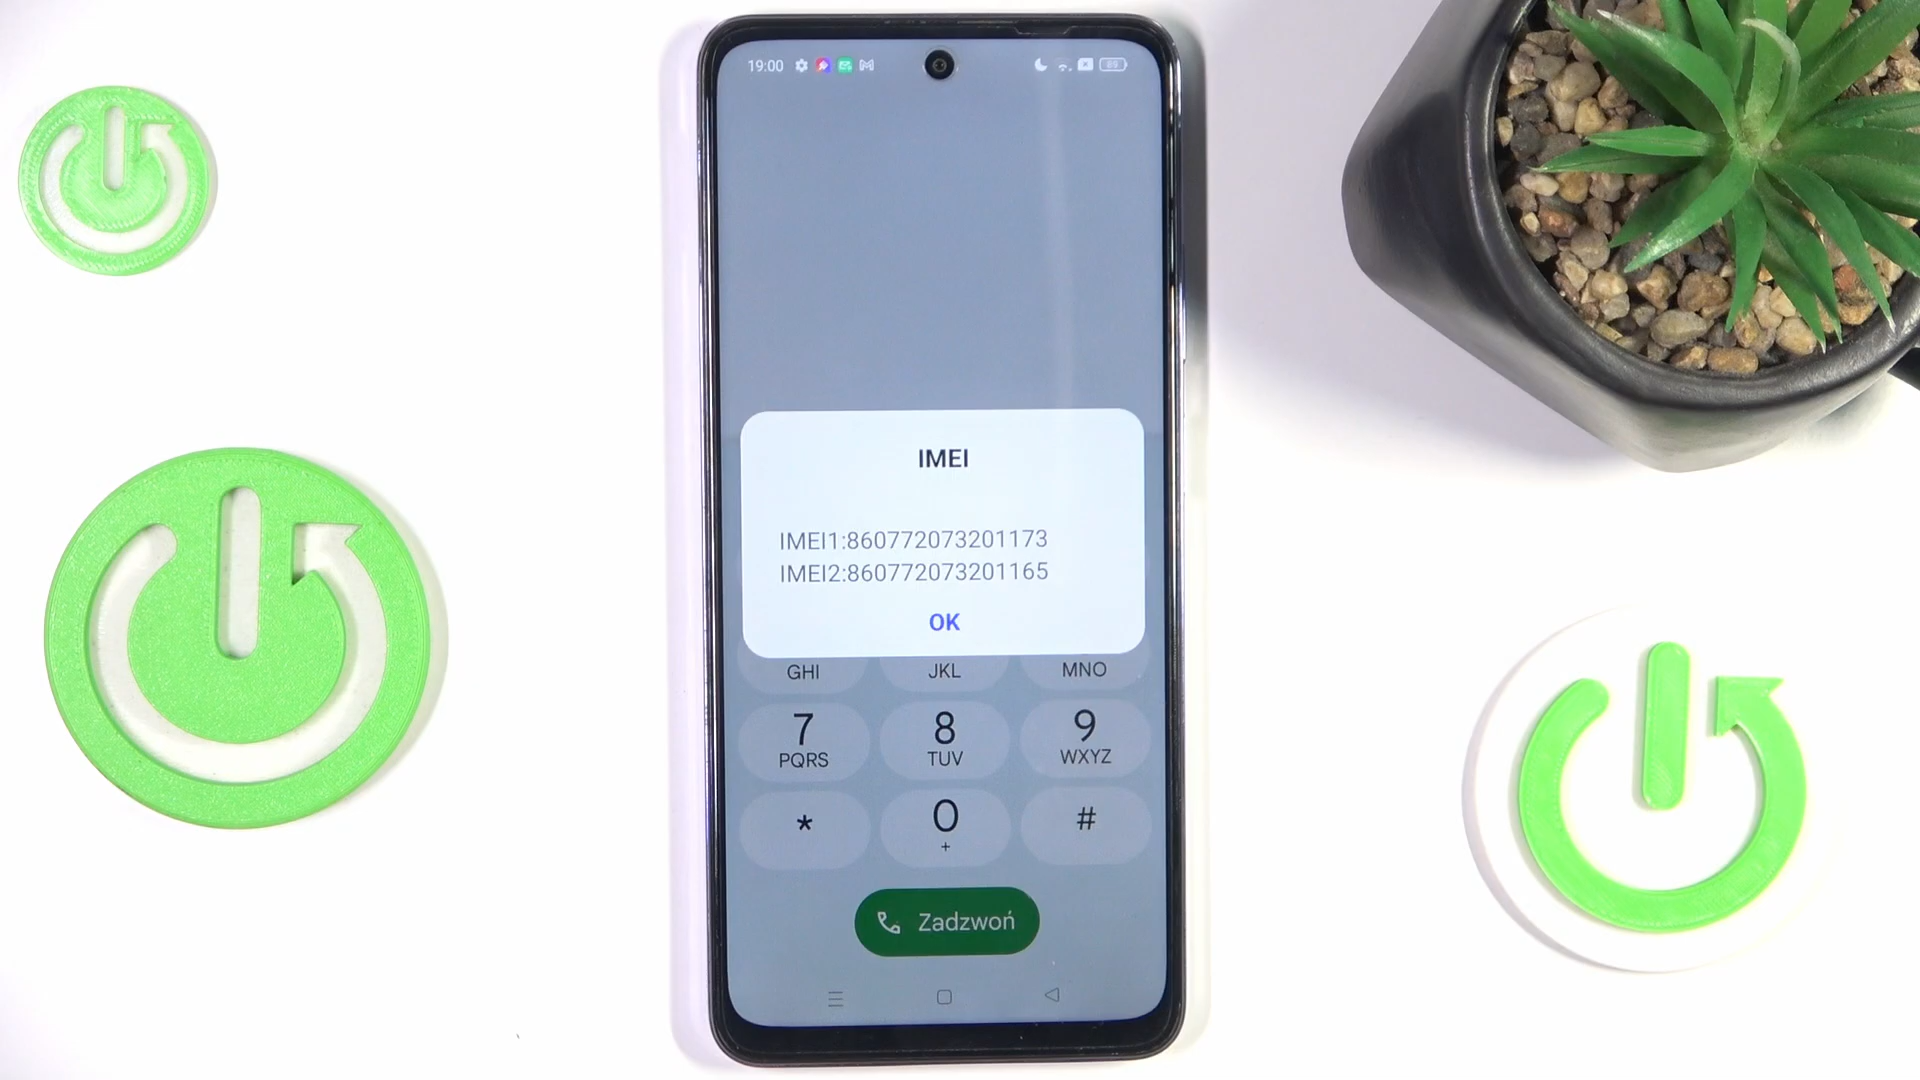 19:00
89
IMEI
IMEI1:860772073201173
IMEI2:860772073201165
OK
GHI JKL MNO
7 8 9
PQRS TUV WXYZ
* 0 #
+
Zadzwoń